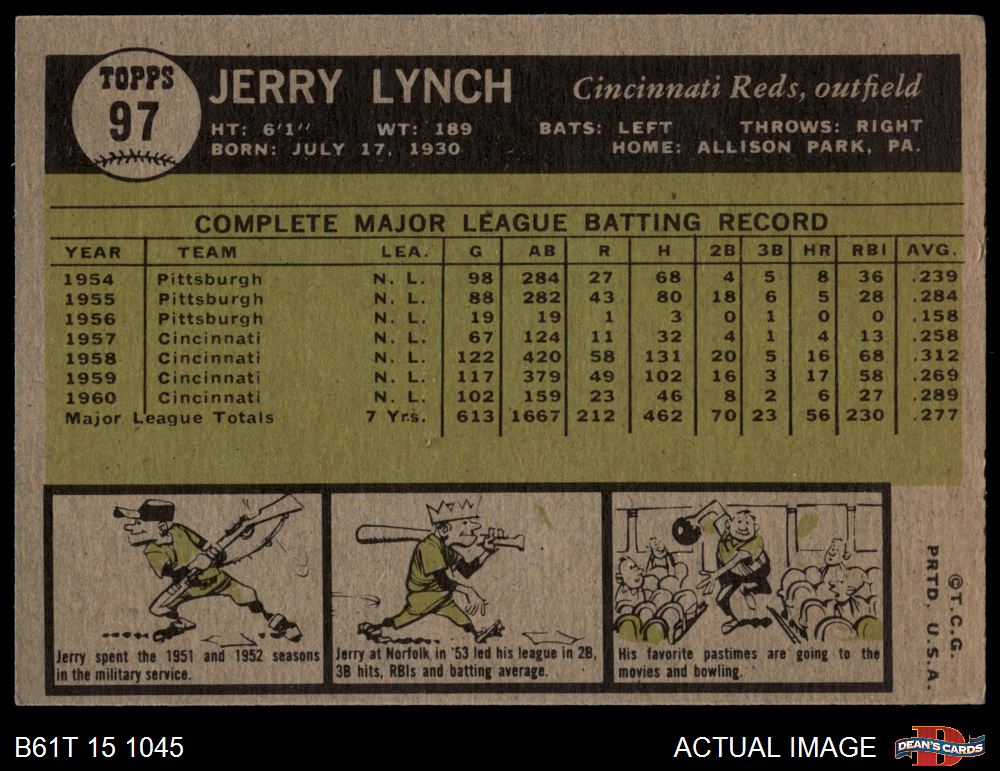 TOPPS
97
JERRY LYNCH
Cincinnati Reds, outfield
HT: 6'1" WT: 189 BATS: LEFT THROWS: RIGHT
BORN: JULY 17, 1930 HOME: ALLISON PARK, PA.
COMPLETE MAJOR LEAGUE BATTING RECORD
YEAR TEAM LEA. G AB R H 2B 3B HR RBI AVG.
1954 Pittsburgh N. L. 98 284 27 68 4 5 8 36 .239
1955 Pittsburgh N. L. 88 282 43 80 18 6 5 28 .284
1956 Pittsburgh N. L. 19 19 1 3 0 1 0 0 .158
1957 Cincinnati N. L. 67 124 11 32 4 1 4 13 .258
1958 Cincinnati N. L. 122 420 58 131 20 5 16 68 .312
1959 Cincinnati N. L. 117 379 49 102 16 3 17 58 .269
1960 Cincinnati N. L. 102 159 23 46 8 2 6 27 .289
Major League Totals 7 Yrs. 613 1667 212 462 70 23 56 230 .277
Jerry spent the 1951 and 1952 seasons
in the military service.
Jerry at Norfolk in '53 led his league in 2B,
3B hits, RBIs and batting average.
His favorite pastimes are going to the
movies and bowling.
©T.C.G.
PRTD. U.S.A.
B61T 15 1045
ACTUAL IMAGE
D
DEAN'S CARDS